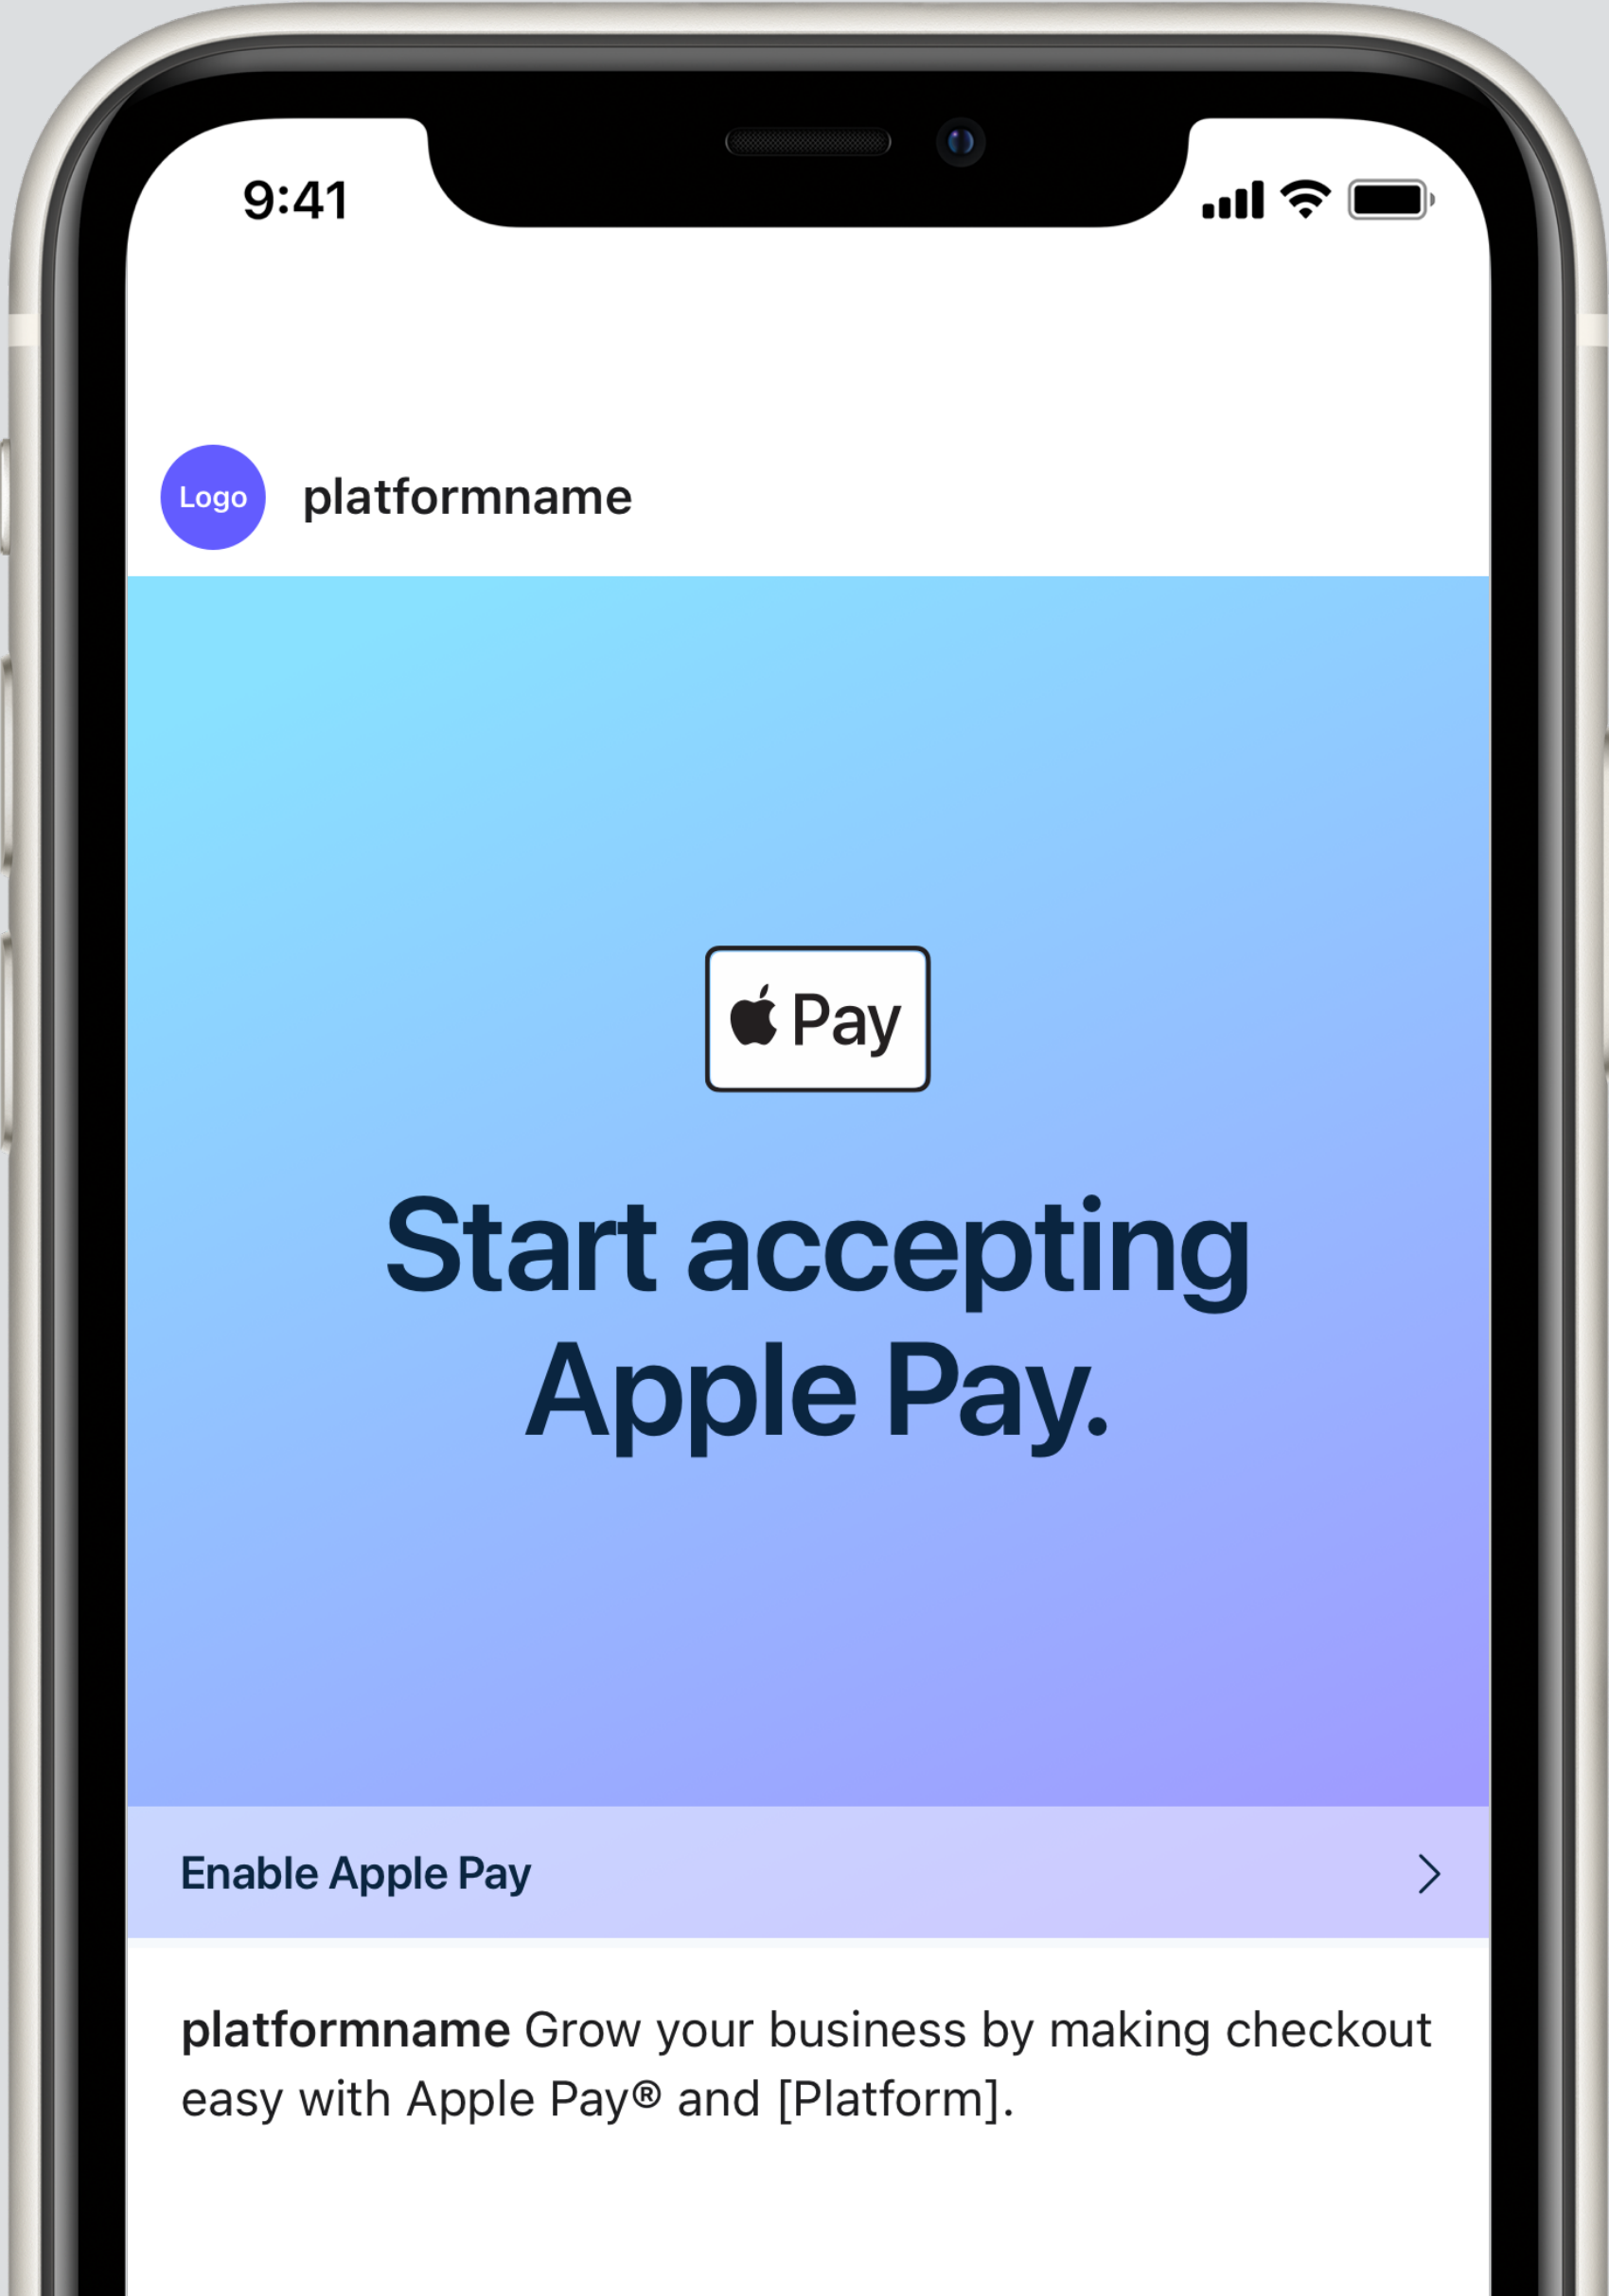 9:41
Logo
platformname
Pay
Start accepting
Apple Pay.
Enable Apple Pay
platformname Grow your business by making checkout
easy with Apple Pay® and [Platform].